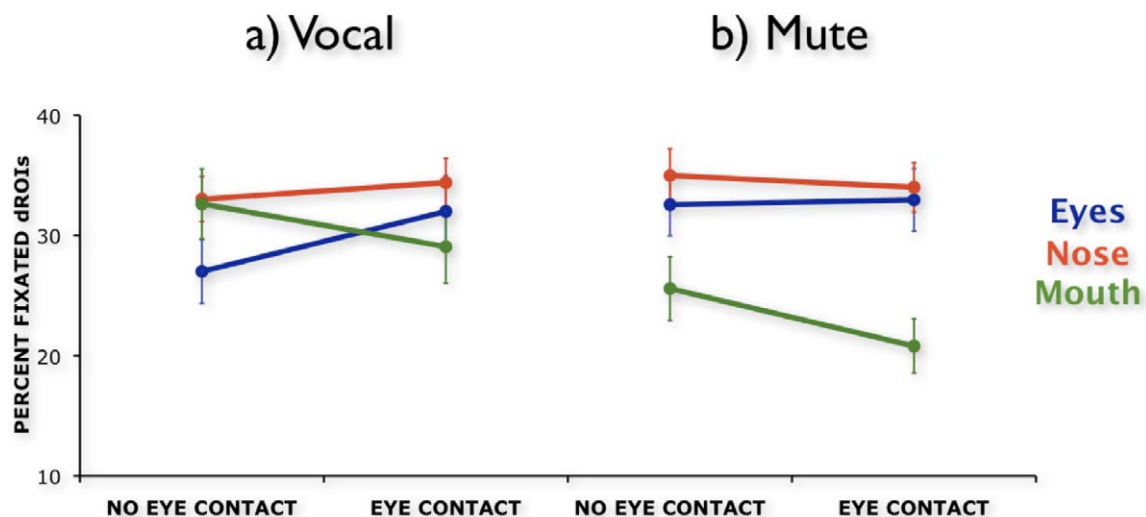 a) Vocal
b) Mute
PERCENT FIXATED dROIs
40
30
20
10
NO EYE CONTACT
EYE CONTACT
NO EYE CONTACT
EYE CONTACT
Eyes
Nose
Mouth